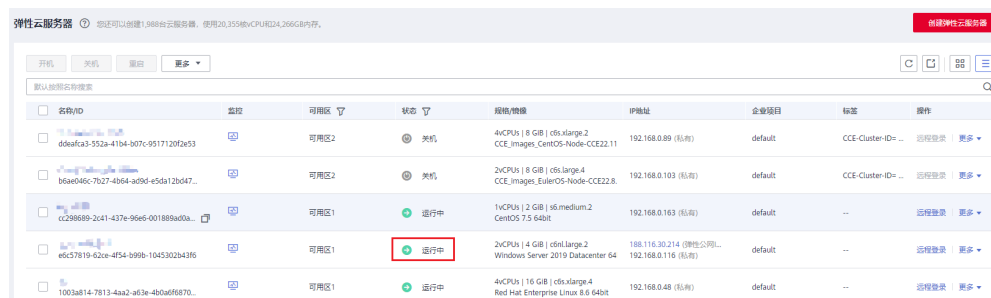 弹性云服务器 您还可以创建1,988台云服务器，使用20,355核vCPU和24,266GB内存。 创建弹性云服务器
开机 关机 重启 更多
默认按照名称搜索
名称/ID 监控 可用区 状态 规格/镜像 IP地址 企业项目 标签 操作
可用区2 关机 4vCPUs | 8 GiB | c6s.xlarge.2 192.168.0.89 (私有) default CCE-Cluster-ID= ... 远程登录 更多
ddeafca3-552a-41b4-b07c-9517120f2e53 CCE_Images_CentOS-Node-CCE22.11
可用区2 关机 2vCPUs | 8 GiB | c6s.large.4 192.168.0.103 (私有) default CCE-Cluster-ID= ... 远程登录 更多
b6ae046c-7b27-4b64-ad9d-e5da12bd47... CCE_Images_EulerOS-Node-CCE22.8.
可用区1 运行中 1vCPUs | 2 GiB | s6.medium.2 192.168.0.163 (私有) default -- 远程登录 更多
cc298689-2c41-437e-96e6-001889ad0a... CentOS 7.5 64bit
可用区1 运行中 2vCPUs | 4 GiB | c6nl.large.2 188.116.30.214 (弹性公网I... default -- 远程登录 更多
e6c57819-62ce-4f54-b99b-1045302b43f6 Windows Server 2019 Datacenter 64 192.168.0.116 (私有)
可用区1 运行中 4vCPUs | 16 GiB | c6s.xlarge.4 192.168.0.48 (私有) default -- 远程登录 更多
1003a814-7813-4aa2-a63e-4b0a6f6870... Red Hat Enterprise Linux 8.6 64bit